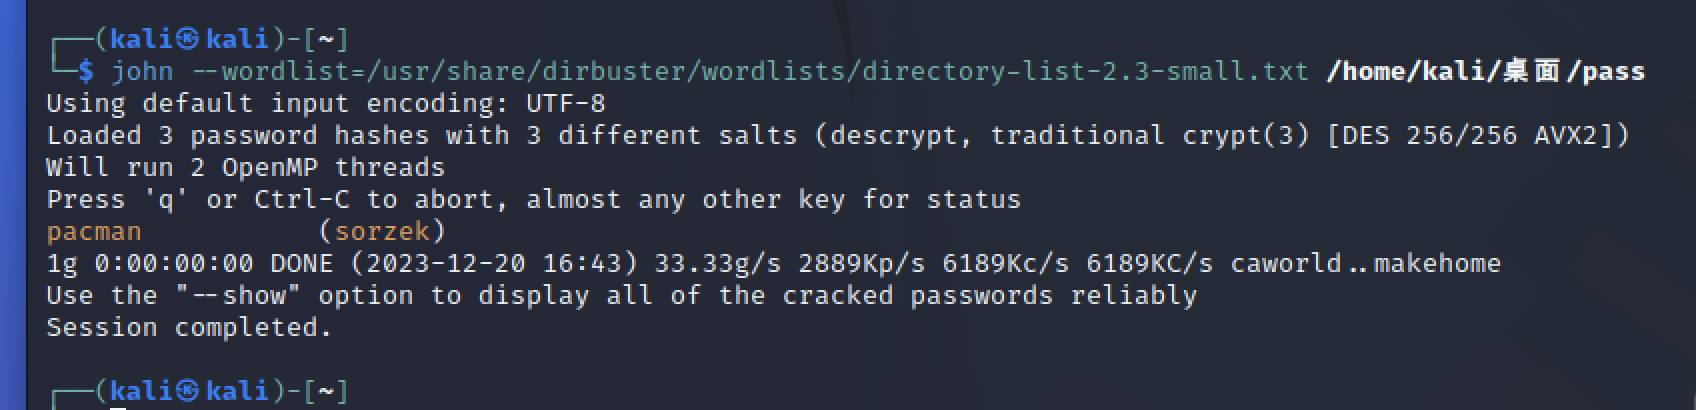 ┌──(kali㉿kali)-[~]
└─$ john --wordlist=/usr/share/dirbuster/wordlists/directory-list-2.3-small.txt /home/kali/桌面/pass
Using default input encoding: UTF-8
Loaded 3 password hashes with 3 different salts (descrypt, traditional crypt(3) [DES 256/256 AVX2])
Will run 2 OpenMP threads
Press 'q' or Ctrl-C to abort, almost any other key for status
pacman           (sorzek)
1g 0:00:00:00 DONE (2023-12-20 16:43) 33.33g/s 2889Kp/s 6189Kc/s 6189KC/s caworld..makehome
Use the "--show" option to display all of the cracked passwords reliably
Session completed.
┌──(kali㉿kali)-[~]